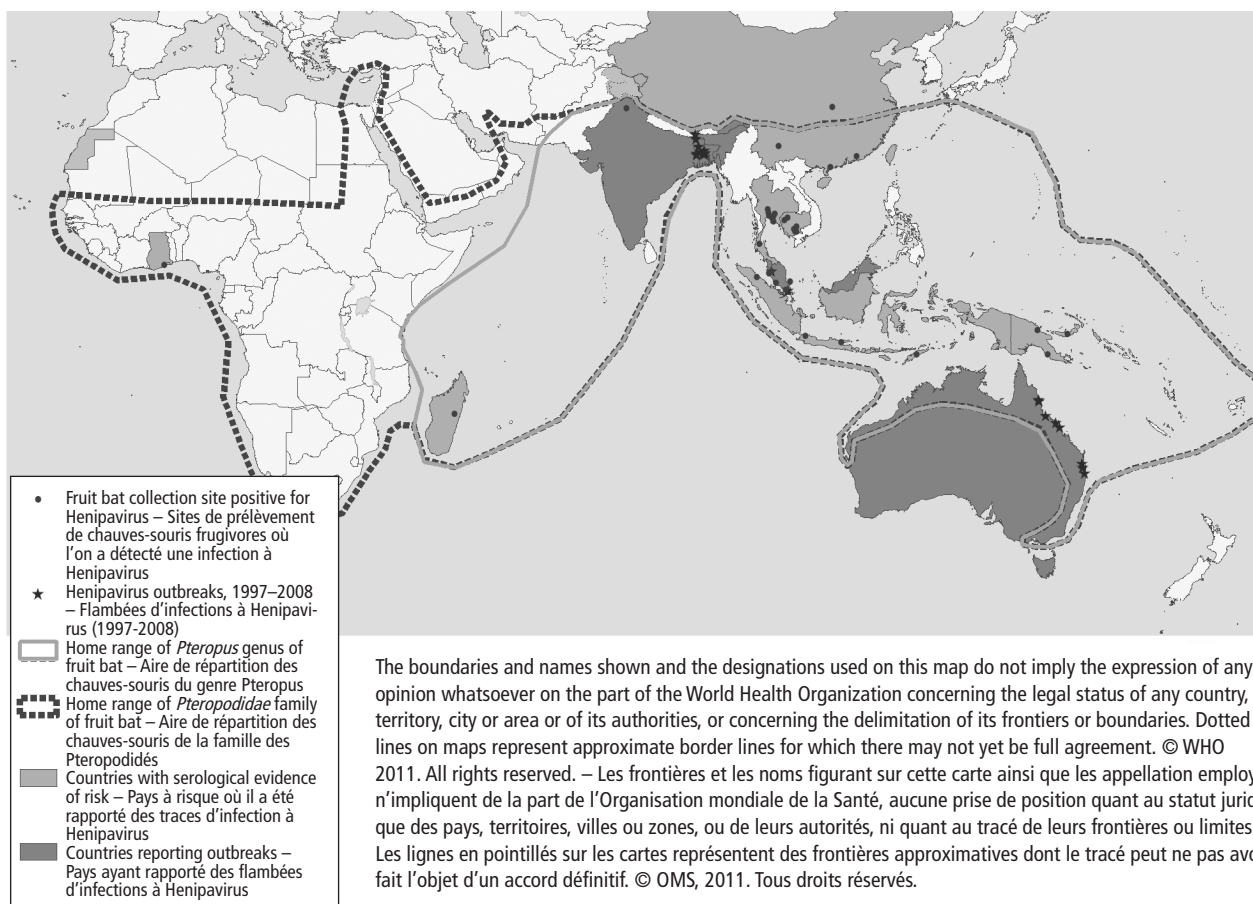 Fruit bat collection site positive for
Henipavirus – Sites de prélèvement
de chauves-souris frugivores où
l'on a détecté une infection à
Henipavirus
Henipavirus outbreaks, 1997–2008
– Flambées d'infections à Henipavi-
rus (1997-2008)
Home range of Pteropus genus of
fruit bat – Aire de répartition des
chauves-souris du genre Pteropus
Home range of Pteropodidae family
of fruit bat – Aire de répartition des
chauves-souris de la famille des
Pteropodidés
Countries with serological evidence
of risk – Pays à risque où il a été
rapporté des traces d'infection à
Henipavirus
Countries reporting outbreaks –
Pays ayant rapporté des flambées
d'infections à Henipavirus
The boundaries and names shown and the designations used on this map do not imply the expression of any
opinion whatsoever on the part of the World Health Organization concerning the legal status of any country,
territory, city or area or of its authorities, or concerning the delimitation of its frontiers or boundaries. Dotted
lines on maps represent approximate border lines for which there may not yet be full agreement. © WHO
2011. All rights reserved. – Les frontières et les noms figurant sur cette carte ainsi que les appellation employ
n'impliquent de la part de l'Organisation mondiale de la Santé, aucune prise de position quant au statut jurid
que des pays, territoires, villes ou zones, ou de leurs autorités, ni quant au tracé de leurs frontières ou limites
Les lignes en pointillés sur les cartes représentent des frontières approximatives dont le tracé peut ne pas avo
fait l'objet d'un accord définitif. © OMS, 2011. Tous droits réservés.